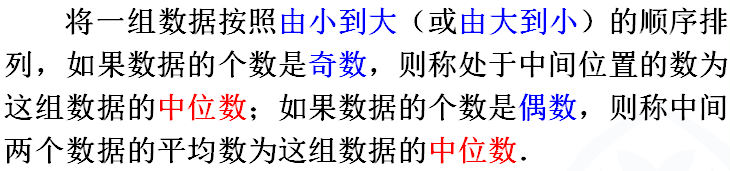 将一组数据按照由小到大（或由大到小）的顺序排
列，如果数据的个数是奇数，则称处于中间位置的数为
这组数据的中位数；如果数据的个数是偶数，则称中间
两个数据的平均数为这组数据的中位数．